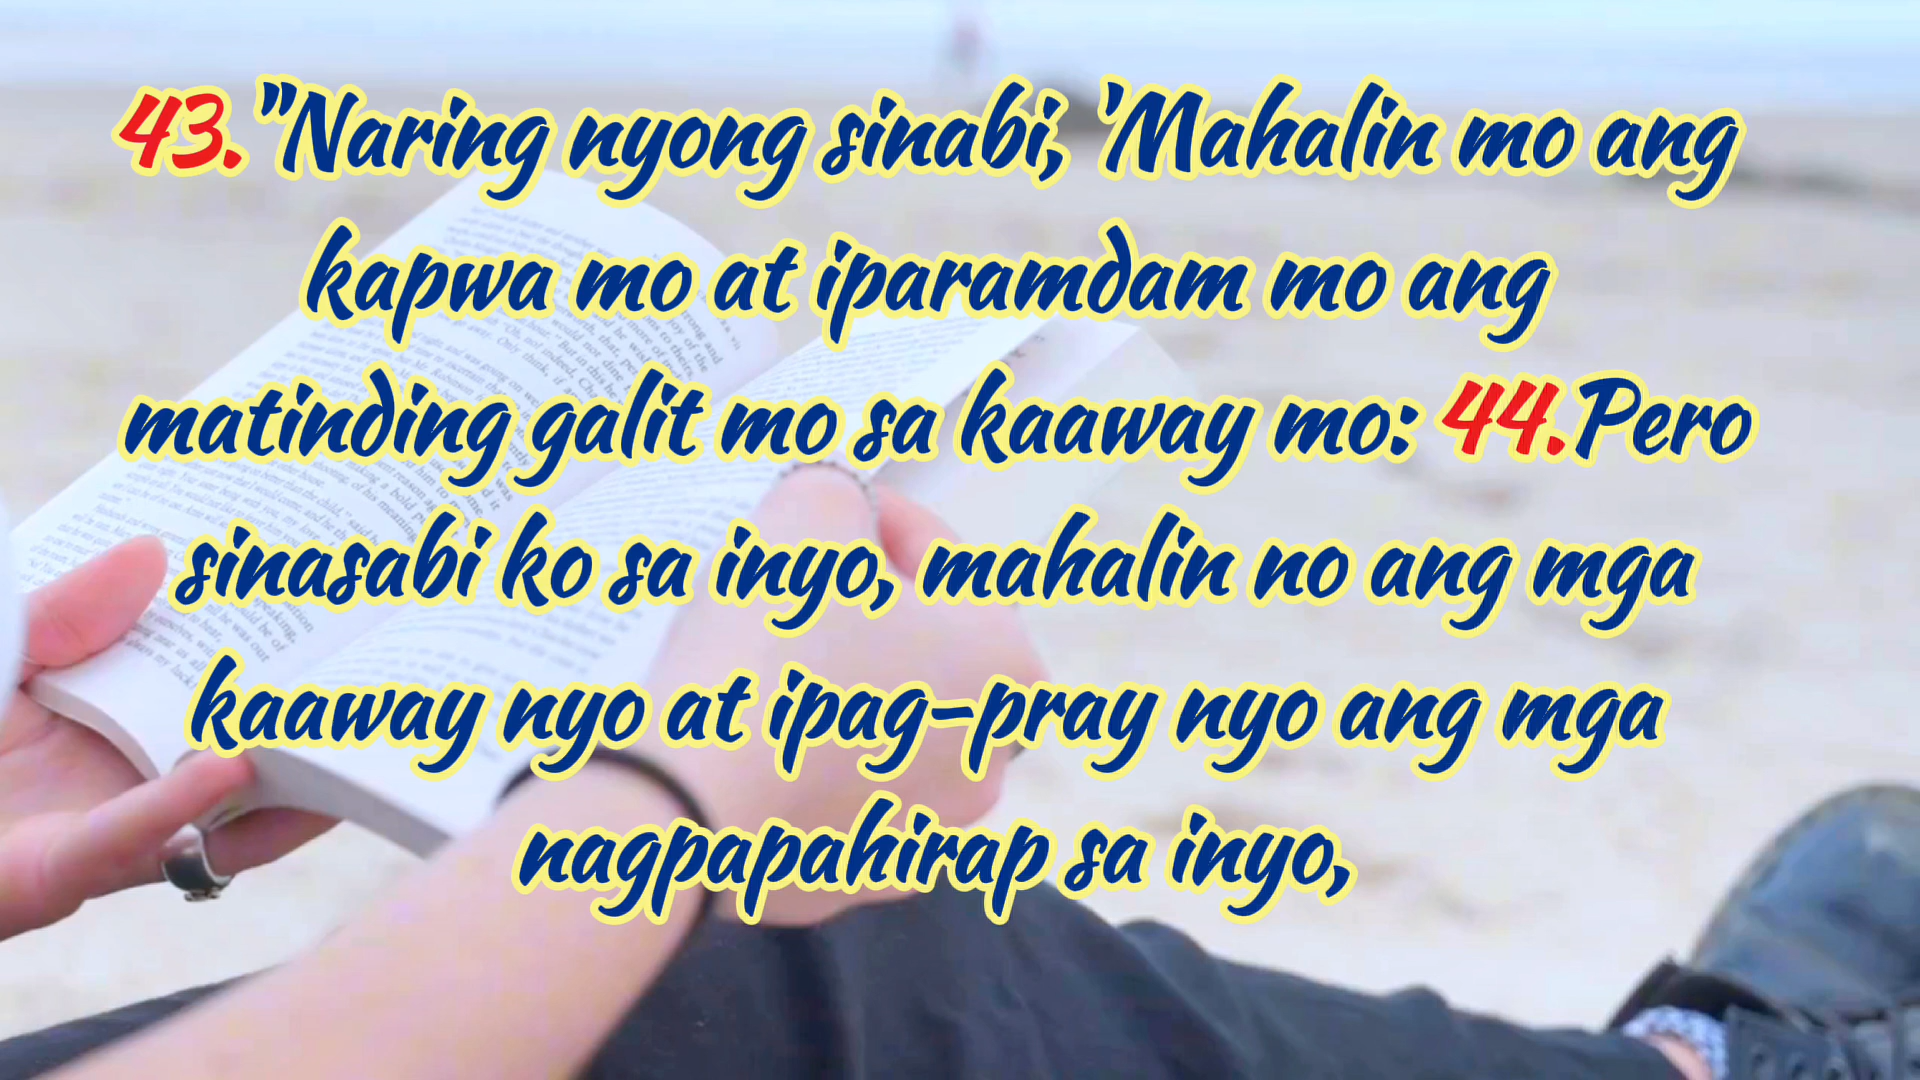 43."Naring nyong sinabi, 'Mahalin mo ang
kapwa mo at iparamdam mo ang
matinding galit mo sa kaaway mo: 44.Pero
sinasabi ko sa inyo, mahalin no ang mga
kaaway nyo at ipag-pray nyo ang mga
nagpapahirap sa inyo,